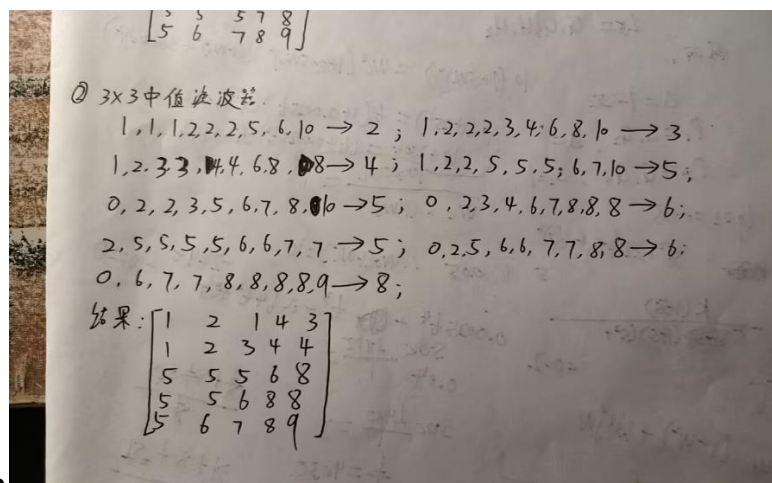 5 6 7 8 9
② 3×3中值滤波器:
1,1,1,2,2,2,5,6,10 → 2; 1,2,2,2,3,4,6,8,10 → 3.
1,2,3,3,4,4,6,8,8 → 4; 1,2,2,5,5,5,6,7,10 → 5;
0,2,2,3,5,6,7,8,10 → 5; 0,2,3,4,6,7,8,8,8 → 6;
2,5,5,5,5,6,6,7,7 → 5; 0,2,5,6,6,7,7,8,8 → 6;
0,6,7,7,8,8,8,8,9 → 8;
结果: 1 2 1 4 3
1 2 3 4 4
5 5 5 6 8
5 5 6 8 8
5 6 7 8 9